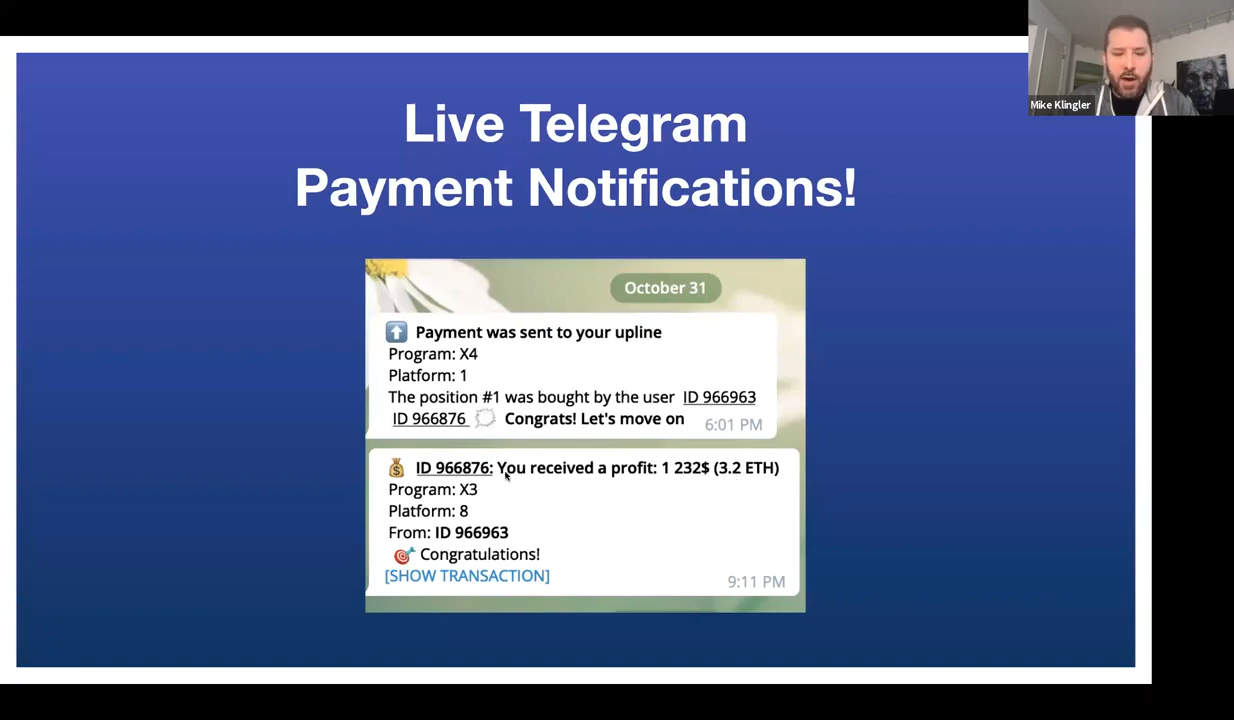 Mike Klingler
Live Telegram
Payment Notifications!
October 31
Payment was sent to your upline
Program: X4
Platform: 1
The position #1 was bought by the user ID 966963
ID 966876 Congrats! Let's move on
6:01 PM
ID 966876: You received a profit: 1 232$ (3.2 ETH)
Program: X3
Platform: 8
From: ID 966963
Congratulations!
[SHOW TRANSACTION]
9:11 PM